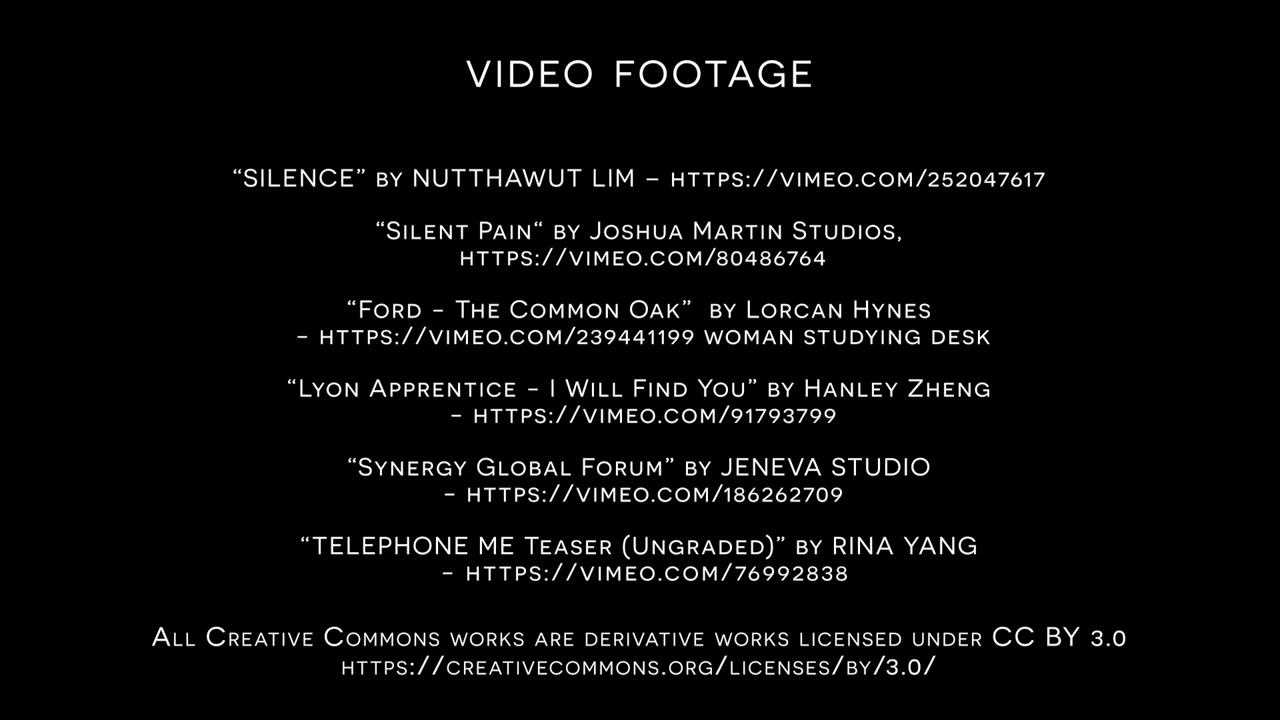 VIDEO FOOTAGE
“SILENCE” by NUTTHAWUT LIM – https://vimeo.com/252047617
“Silent Pain“ by Joshua Martin Studios,
https://vimeo.com/80486764
“Ford - The Common Oak” by Lorcan Hynes
- https://vimeo.com/239441199 woman studying desk
“Lyon Apprentice - I Will Find You” by Hanley Zheng
- https://vimeo.com/91793799
“Synergy Global Forum” by JENEVA STUDIO
- https://vimeo.com/186262709
“TELEPHONE ME Teaser (Ungraded)” by RINA YANG
- https://vimeo.com/76992838
All Creative Commons works are derivative works licensed under CC BY 3.0
https://creativecommons.org/licenses/by/3.0/